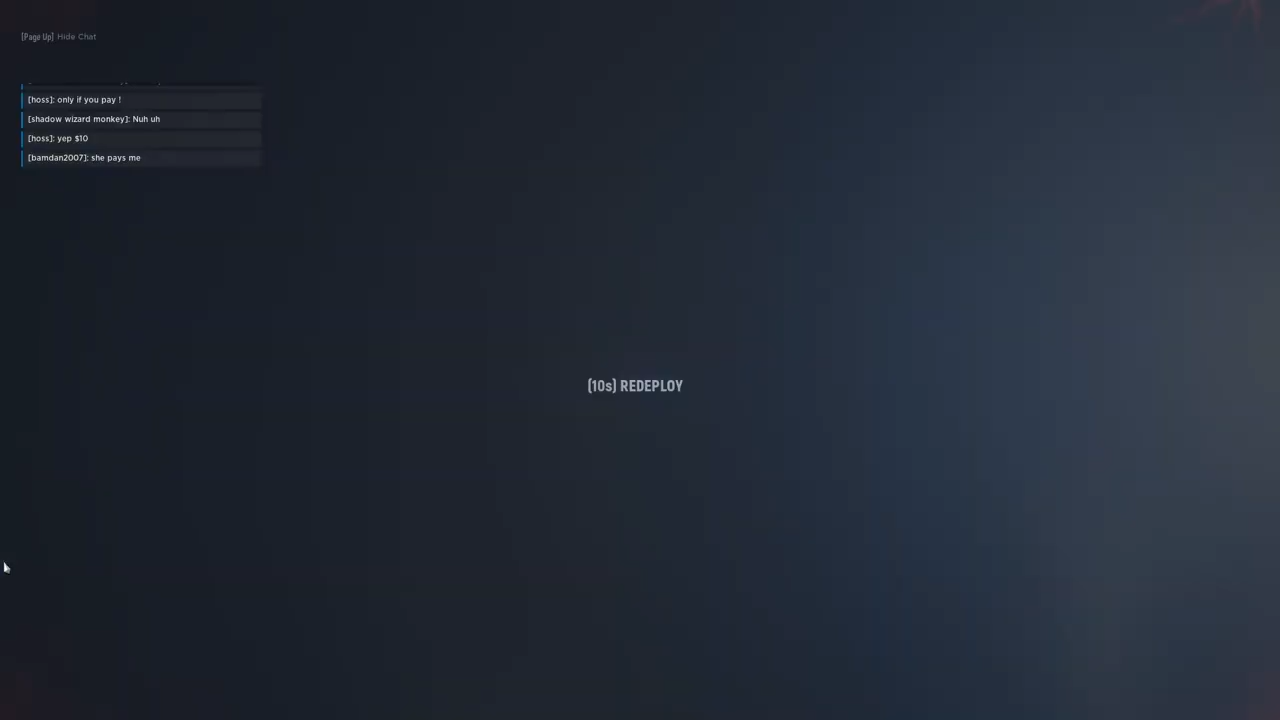 [Page Up] Hide Chat
[hoss]: only if you pay !
[shadow wizard monkey]: Nuh uh
[hoss]: yep $10
[bamdan2007]: she pays me
(10s) REDEPLOY